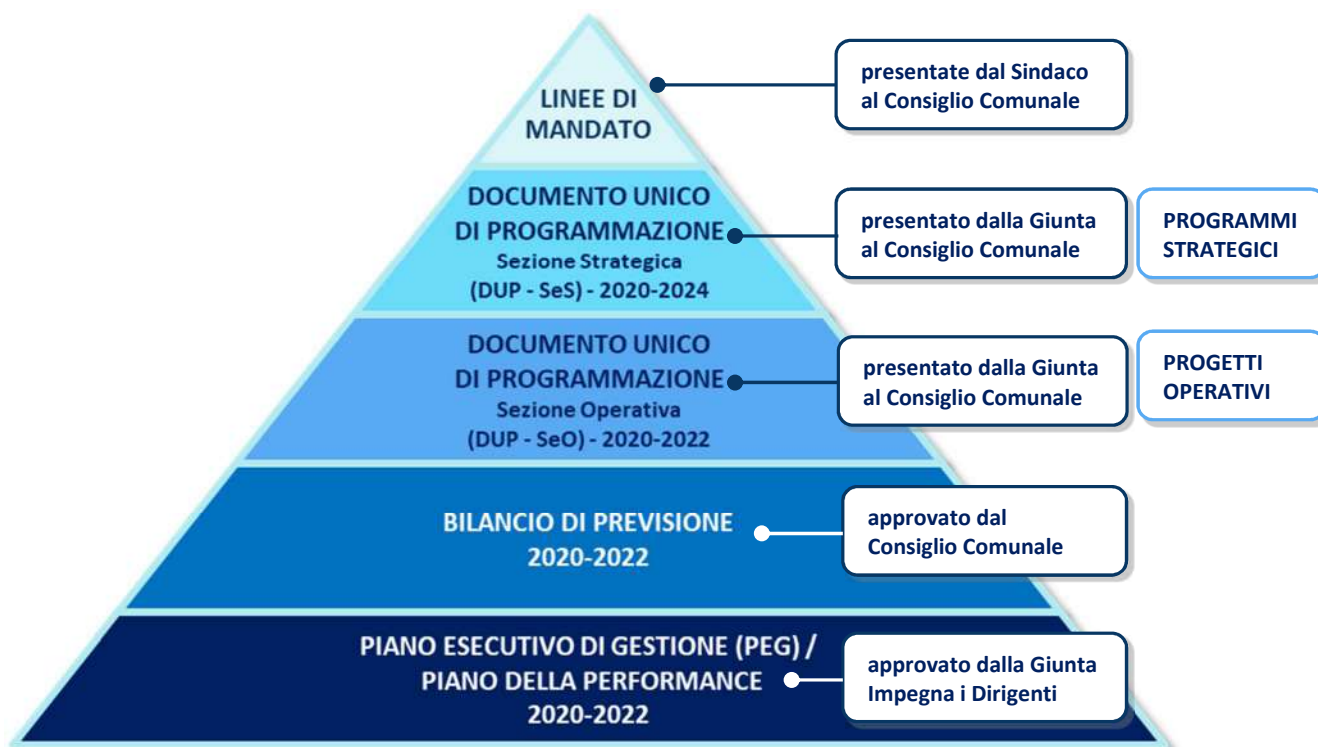 LINEE DI
MANDATO
presentate dal Sindaco
al Consiglio Comunale
DOCUMENTO UNICO
DI PROGRAMMAZIONE
Sezione Strategica
(DUP - SeS) - 2020-2024
presentato dalla Giunta
al Consiglio Comunale
PROGRAMMI
STRATEGICI
DOCUMENTO UNICO
DI PROGRAMMAZIONE
Sezione Operativa
(DUP - SeO) - 2020-2022
presentato dalla Giunta
al Consiglio Comunale
PROGETTI
OPERATIVI
BILANCIO DI PREVISIONE
2020-2022
approvato dal
Consiglio Comunale
PIANO ESECUTIVO DI GESTIONE (PEG) /
PIANO DELLA PERFORMANCE
2020-2022
approvato dalla Giunta
Impegna i Dirigenti